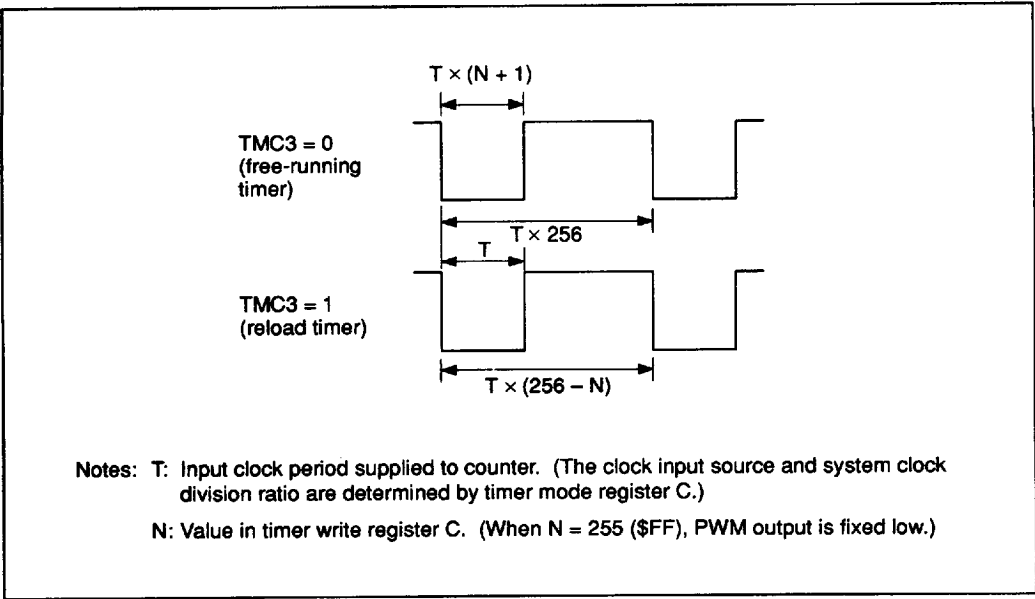 T × (N + 1)
TMC3 = 0
(free-running
timer)
T × 256
T
TMC3 = 1
(reload timer)
T × (256 – N)
Notes: T: Input clock period supplied to counter. (The clock input source and system clock
division ratio are determined by timer mode register C.)
N: Value in timer write register C. (When N = 255 ($FF), PWM output is fixed low.)